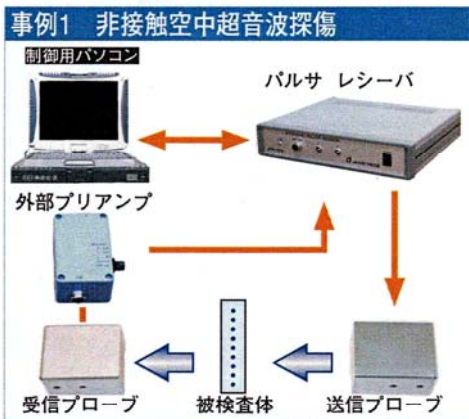 事例1 非接触空中超音波探傷
制御用パソコン
パルサ レシーバ
外部プリアンプ
受信プローブ
被検査体
送信プローブ